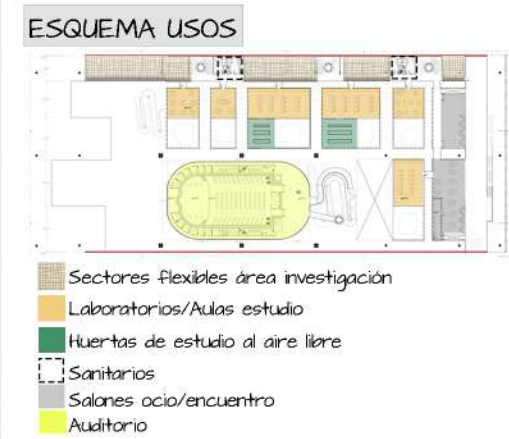 ESQUEMA USOS
Sectores flexibles área investigación
Laboratorios/Aulas estudio
Huertas de estudio al aire libre
Sanitarios
Salones ocio/encuentro
Auditorio